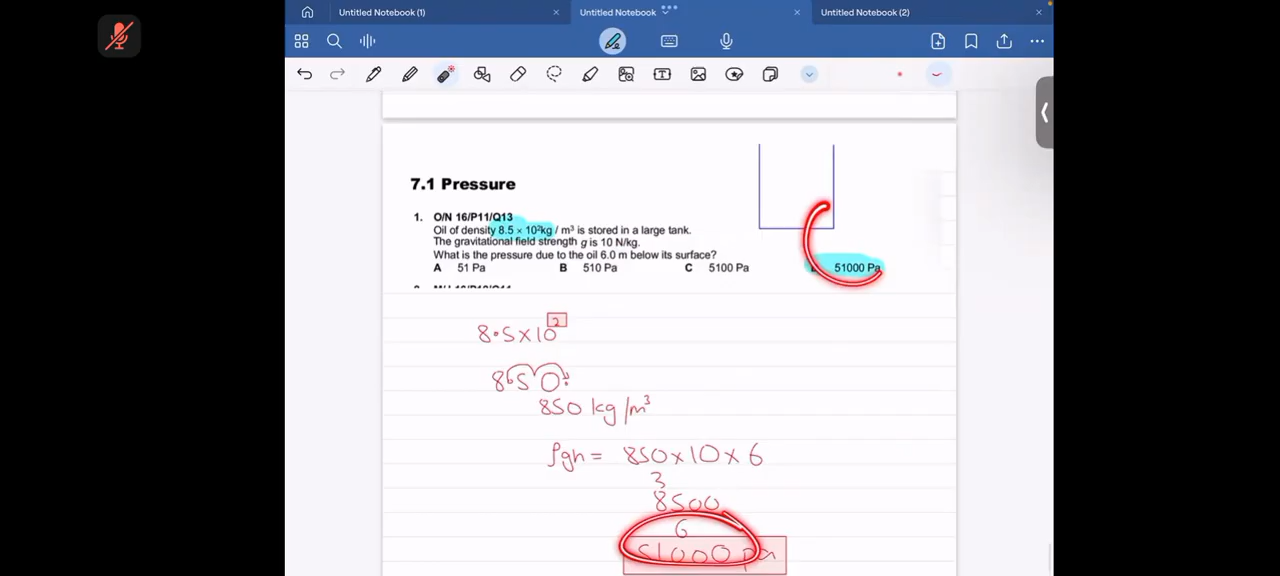 Untitled Notebook (1)
Untitled Notebook
Untitled Notebook (2)
7.1 Pressure
1. O/N 16/P11/Q13
Oil of density 8.5 × 10²kg / m³ is stored in a large tank.
The gravitational field strength g is 10 N/kg.
What is the pressure due to the oil 6.0 m below its surface?
A 51 Pa B 510 Pa C 5100 Pa 51000 Pa
8.5 x 10²
850
850 kg/m³
ρgh = 850 x 10 x 6
3
8500
6
51000 pa